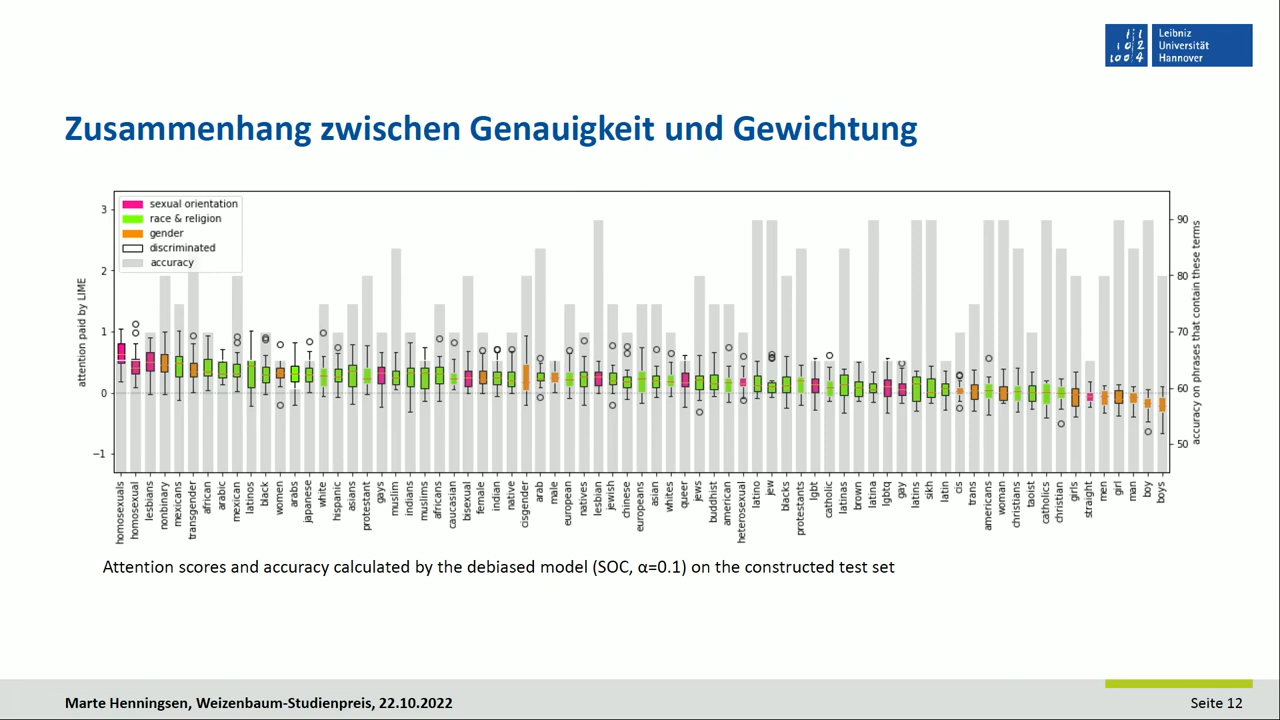 Leibniz
Universität
Hannover
Zusammenhang zwischen Genauigkeit und Gewichtung
sexual orientation
race & religion
gender
discriminated
accuracy
attention paid by LIME
3
2
1
0
−1
90
80
70
60
50
accuracy on phrases that contain these terms
homosexuals
homosexual
lesbians
nonbinary
mexicans
transgender
african
arabic
mexican
latinos
black
women
arabs
japanese
white
hispanic
asians
protestant
gays
muslim
indians
muslims
africans
caucasian
bisexual
female
indian
native
cisgender
arab
male
european
natives
lesbian
jewish
chinese
europeans
asian
whites
queer
jews
buddhist
american
heterosexual
latino
jew
blacks
protestants
lgbt
catholic
latinas
brown
latina
lgbtq
gay
latins
sikh
latin
cis
trans
americans
woman
christians
taoist
catholics
christian
girls
straight
men
girl
man
boy
boys
Attention scores and accuracy calculated by the debiased model (SOC, α=0.1) on the constructed test set
Marte Henningsen, Weizenbaum-Studienpreis, 22.10.2022
Seite 12